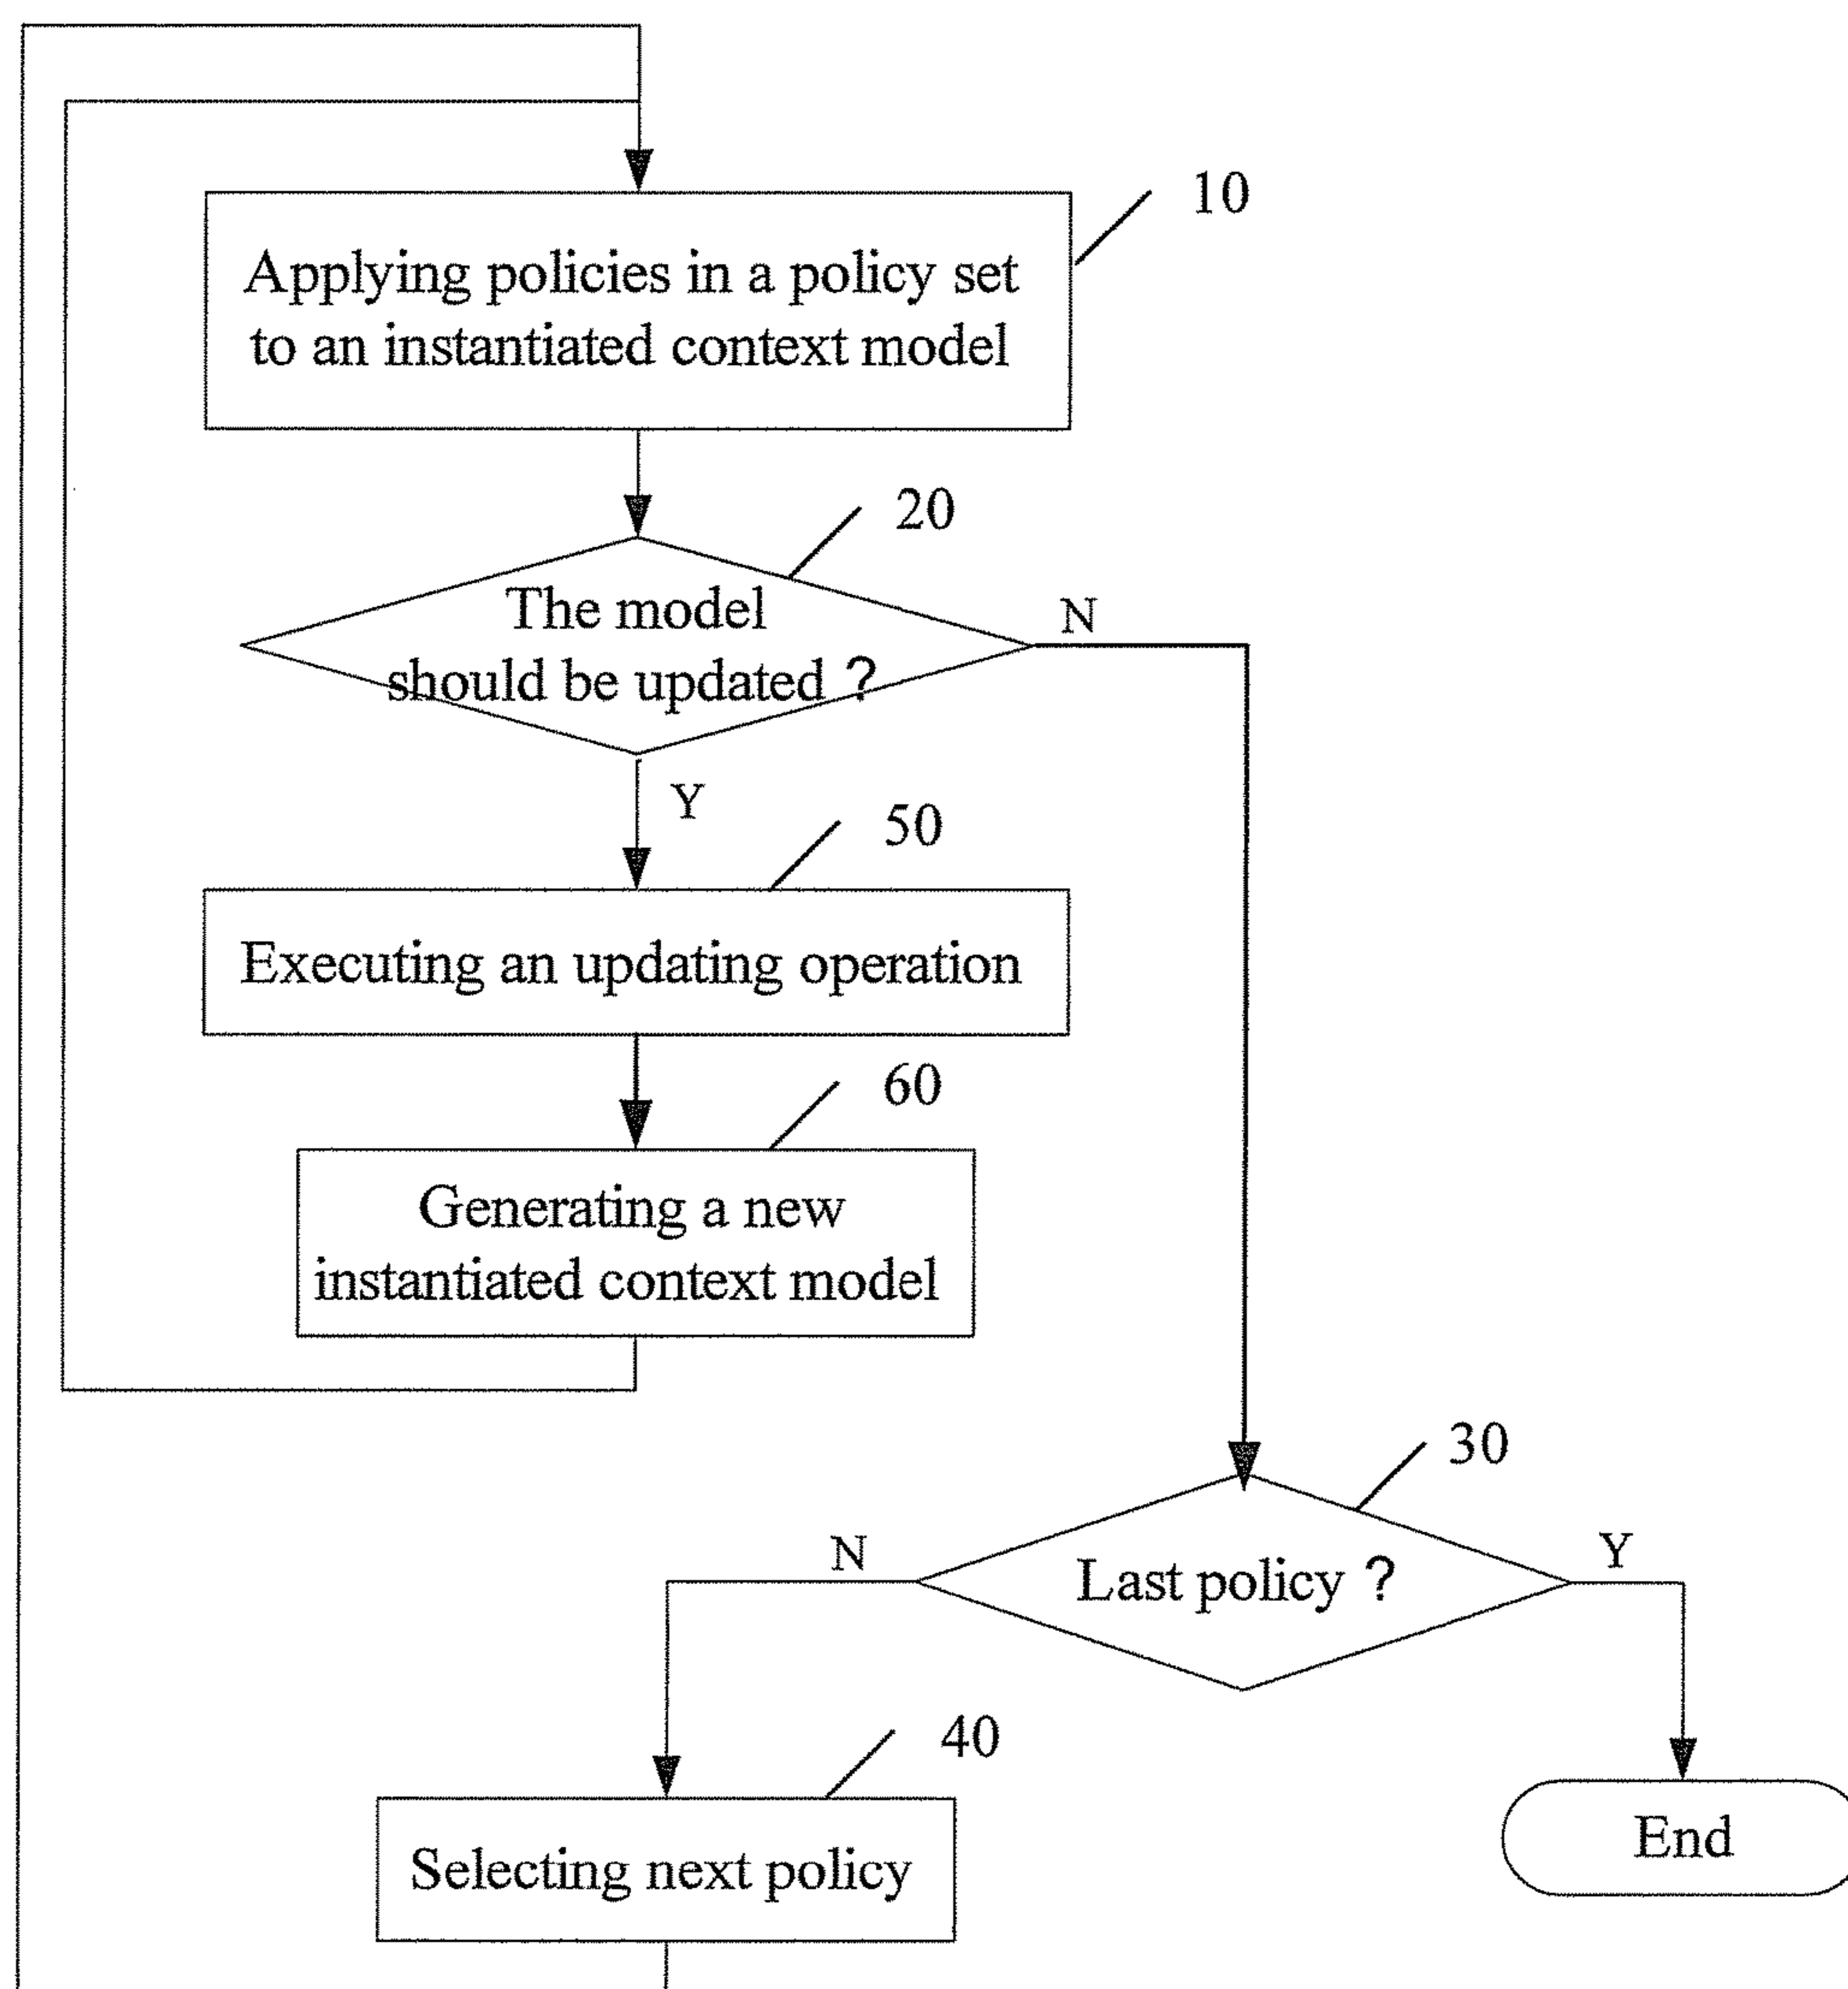 10
Applying policies in a policy set
to an instantiated context model
20
The model
should be updated ?
N
Y
50
Executing an updating operation
60
Generating a new
instantiated context model
30
Last policy ?
N
Y
40
Selecting next policy
End